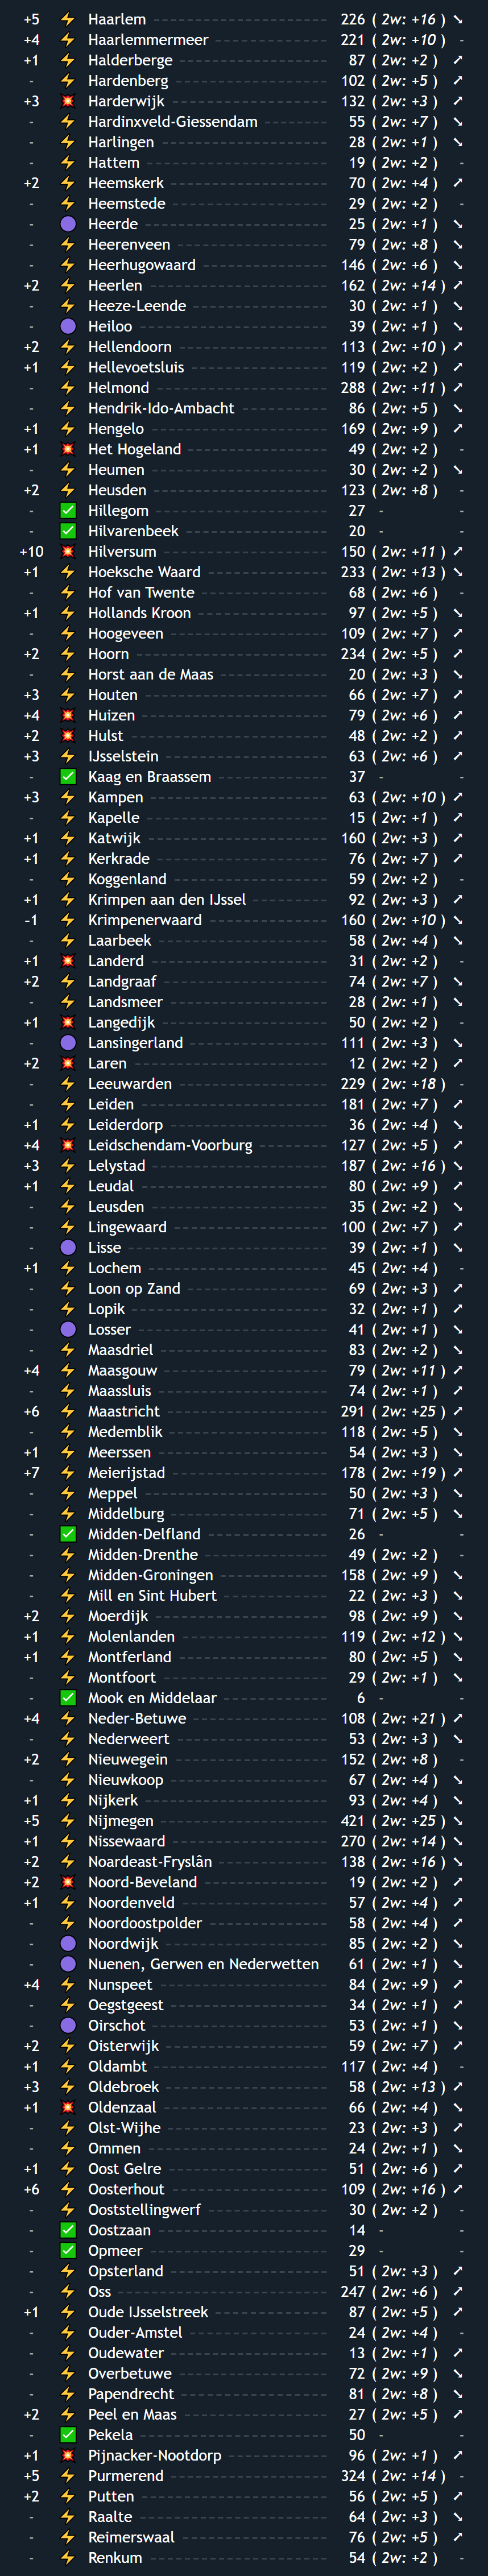 +5 ⚡ Haarlem 226 ( 2w: +16 ) ➘
+4 ⚡ Haarlemmermeer 221 ( 2w: +10 ) -
+1 ⚡ Halderberge 87 ( 2w: +2 ) ➚
- ⚡ Hardenberg 102 ( 2w: +5 ) ➚
+3 💥 Harderwijk 132 ( 2w: +3 ) ➚
- ⚡ Hardinxveld-Giessendam 55 ( 2w: +7 ) ➘
- ⚡ Harlingen 28 ( 2w: +1 ) ➘
- ⚡ Hattem 19 ( 2w: +2 ) -
+2 ⚡ Heemskerk 70 ( 2w: +4 ) ➚
- ⚡ Heemstede 29 ( 2w: +2 ) -
- 🟣 Heerde 25 ( 2w: +1 ) ➘
- ⚡ Heerenveen 79 ( 2w: +8 ) ➘
- ⚡ Heerhugowaard 146 ( 2w: +6 ) ➘
+2 ⚡ Heerlen 162 ( 2w: +14 ) ➚
- ⚡ Heeze-Leende 30 ( 2w: +1 ) ➘
- 🟣 Heiloo 39 ( 2w: +1 ) ➘
+2 ⚡ Hellendoorn 113 ( 2w: +10 ) ➚
+1 ⚡ Hellevoetsluis 119 ( 2w: +2 ) ➚
- ⚡ Helmond 288 ( 2w: +11 ) ➚
- ⚡ Hendrik-Ido-Ambacht 86 ( 2w: +5 ) ➘
+1 ⚡ Hengelo 169 ( 2w: +9 ) ➚
+1 💥 Het Hogeland 49 ( 2w: +2 ) -
- ⚡ Heumen 30 ( 2w: +2 ) ➘
+2 ⚡ Heusden 123 ( 2w: +8 ) -
- ✅ Hillegom 27 - -
- ✅ Hilvarenbeek 20 - -
+10 💥 Hilversum 150 ( 2w: +11 ) ➚
+1 ⚡ Hoeksche Waard 233 ( 2w: +13 ) ➘
- ⚡ Hof van Twente 68 ( 2w: +6 ) -
+1 ⚡ Hollands Kroon 97 ( 2w: +5 ) ➘
- ⚡ Hoogeveen 109 ( 2w: +7 ) ➚
+2 ⚡ Hoorn 234 ( 2w: +5 ) ➚
- ⚡ Horst aan de Maas 20 ( 2w: +3 ) ➘
+3 ⚡ Houten 66 ( 2w: +7 ) ➚
+4 💥 Huizen 79 ( 2w: +6 ) ➚
+2 💥 Hulst 48 ( 2w: +2 ) ➚
+3 ⚡ IJsselstein 63 ( 2w: +6 ) ➚
- ✅ Kaag en Braassem 37 - -
+3 ⚡ Kampen 63 ( 2w: +10 ) ➚
- ⚡ Kapelle 15 ( 2w: +1 ) ➚
+1 ⚡ Katwijk 160 ( 2w: +3 ) ➚
+1 ⚡ Kerkrade 76 ( 2w: +7 ) ➚
- ⚡ Koggenland 59 ( 2w: +2 ) -
+1 ⚡ Krimpen aan den IJssel 92 ( 2w: +3 ) ➚
-1 ⚡ Krimpenerwaard 160 ( 2w: +10 ) ➘
- ⚡ Laarbeek 58 ( 2w: +4 ) ➘
+1 💥 Landerd 31 ( 2w: +2 ) -
+2 ⚡ Landgraaf 74 ( 2w: +7 ) ➘
- ⚡ Landsmeer 28 ( 2w: +1 ) ➘
+1 💥 Langedijk 50 ( 2w: +2 ) -
- 🟣 Lansingerland 111 ( 2w: +3 ) ➘
+2 💥 Laren 12 ( 2w: +2 ) ➚
- ⚡ Leeuwarden 229 ( 2w: +18 ) -
- ⚡ Leiden 181 ( 2w: +7 ) ➚
+1 ⚡ Leiderdorp 36 ( 2w: +4 ) ➘
+4 💥 Leidschendam-Voorburg 127 ( 2w: +5 ) ➚
+3 ⚡ Lelystad 187 ( 2w: +16 ) ➘
+1 ⚡ Leudal 80 ( 2w: +9 ) ➚
- ⚡ Leusden 35 ( 2w: +2 ) ➘
- ⚡ Lingewaard 100 ( 2w: +7 ) ➚
- 🟣 Lisse 39 ( 2w: +1 ) ➘
+1 ⚡ Lochem 45 ( 2w: +4 ) -
- ⚡ Loon op Zand 69 ( 2w: +3 ) ➚
- ⚡ Lopik 32 ( 2w: +1 ) ➚
- 🟣 Losser 41 ( 2w: +1 ) ➘
- ⚡ Maasdriel 83 ( 2w: +2 ) ➘
+4 ⚡ Maasgouw 79 ( 2w: +11 ) ➚
- ⚡ Maassluis 74 ( 2w: +1 ) ➚
+6 ⚡ Maastricht 291 ( 2w: +25 ) ➚
- ⚡ Medemblik 118 ( 2w: +5 ) ➘
+1 ⚡ Meerssen 54 ( 2w: +3 ) ➘
+7 ⚡ Meierijstad 178 ( 2w: +19 ) ➚
- ⚡ Meppel 50 ( 2w: +3 ) ➘
- ⚡ Middelburg 71 ( 2w: +5 ) ➘
- ✅ Midden-Delfland 26 - -
- ⚡ Midden-Drenthe 49 ( 2w: +2 ) -
- ⚡ Midden-Groningen 158 ( 2w: +9 ) ➘
- ⚡ Mill en Sint Hubert 22 ( 2w: +3 ) ➘
+2 ⚡ Moerdijk 98 ( 2w: +9 ) ➘
+1 ⚡ Molenlanden 119 ( 2w: +12 ) ➘
+1 ⚡ Montferland 80 ( 2w: +5 ) ➘
- ⚡ Montfoort 29 ( 2w: +1 ) ➘
- ✅ Mook en Middelaar 6 - -
+4 ⚡ Neder-Betuwe 108 ( 2w: +21 ) ➚
- ⚡ Nederweert 53 ( 2w: +3 ) ➘
+2 ⚡ Nieuwegein 152 ( 2w: +8 ) -
- ⚡ Nieuwkoop 67 ( 2w: +4 ) ➘
+1 ⚡ Nijkerk 93 ( 2w: +4 ) ➘
+5 ⚡ Nijmegen 421 ( 2w: +25 ) ➘
+1 ⚡ Nissewaard 270 ( 2w: +14 ) ➘
+2 ⚡ Noardeast-Fryslân 138 ( 2w: +16 ) ➘
+2 💥 Noord-Beveland 19 ( 2w: +2 ) ➚
+1 ⚡ Noordenveld 57 ( 2w: +4 ) ➚
- ⚡ Noordoostpolder 58 ( 2w: +4 ) ➚
- 🟣 Noordwijk 85 ( 2w: +2 ) ➘
- 🟣 Nuenen, Gerwen en Nederwetten 61 ( 2w: +1 ) ➘
+4 ⚡ Nunspeet 84 ( 2w: +9 ) ➚
- ⚡ Oegstgeest 34 ( 2w: +1 ) ➚
- 🟣 Oirschot 53 ( 2w: +1 ) ➘
+2 ⚡ Oisterwijk 59 ( 2w: +7 ) ➚
+1 ⚡ Oldambt 117 ( 2w: +4 ) -
+3 ⚡ Oldebroek 58 ( 2w: +13 ) ➚
+1 💥 Oldenzaal 66 ( 2w: +4 ) ➘
- ⚡ Olst-Wijhe 23 ( 2w: +3 ) ➚
- ⚡ Ommen 24 ( 2w: +1 ) ➘
+1 ⚡ Oost Gelre 51 ( 2w: +6 ) ➚
+6 ⚡ Oosterhout 109 ( 2w: +16 ) ➚
- ⚡ Ooststellingwerf 30 ( 2w: +2 ) -
- ✅ Oostzaan 14 - -
- ✅ Opmeer 29 - -
- ⚡ Opsterland 51 ( 2w: +3 ) ➚
- ⚡ Oss 247 ( 2w: +6 ) ➚
+1 ⚡ Oude IJsselstreek 87 ( 2w: +5 ) ➚
- ⚡ Ouder-Amstel 24 ( 2w: +4 ) -
- ⚡ Oudewater 13 ( 2w: +1 ) ➚
- ⚡ Overbetuwe 72 ( 2w: +9 ) ➘
- ⚡ Papendrecht 81 ( 2w: +8 ) ➘
+2 ⚡ Peel en Maas 27 ( 2w: +5 ) ➚
- ✅ Pekela 50 - -
+1 💥 Pijnacker-Nootdorp 96 ( 2w: +1 ) ➚
+5 ⚡ Purmerend 324 ( 2w: +14 ) -
+2 ⚡ Putten 56 ( 2w: +5 ) ➚
- ⚡ Raalte 64 ( 2w: +3 ) ➘
- ⚡ Reimerswaal 76 ( 2w: +5 ) ➚
- ⚡ Renkum 54 ( 2w: +2 ) -